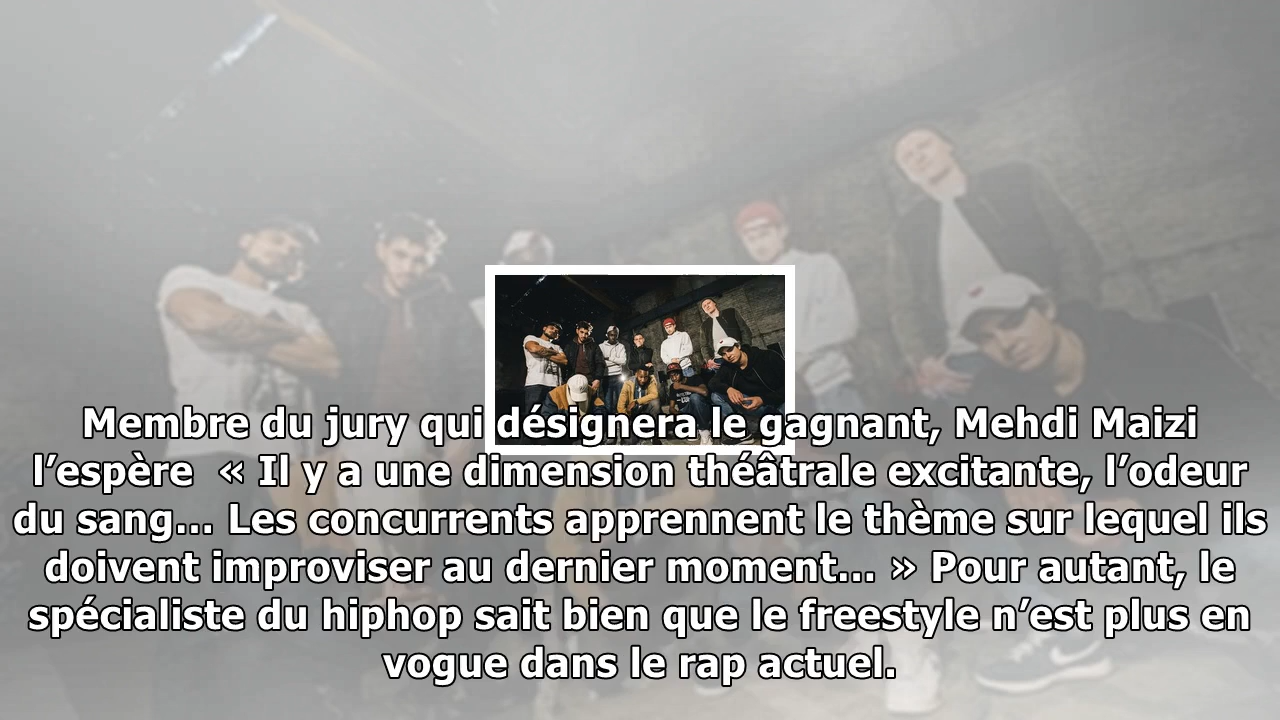 Membre du jury qui désignera le gagnant, Mehdi Maizi
l’espère  « Il y a une dimension théâtrale excitante, l’odeur
du sang… Les concurrents apprennent le thème sur lequel ils
doivent improviser au dernier moment… » Pour autant, le
spécialiste du hiphop sait bien que le freestyle n’est plus en
vogue dans le rap actuel.